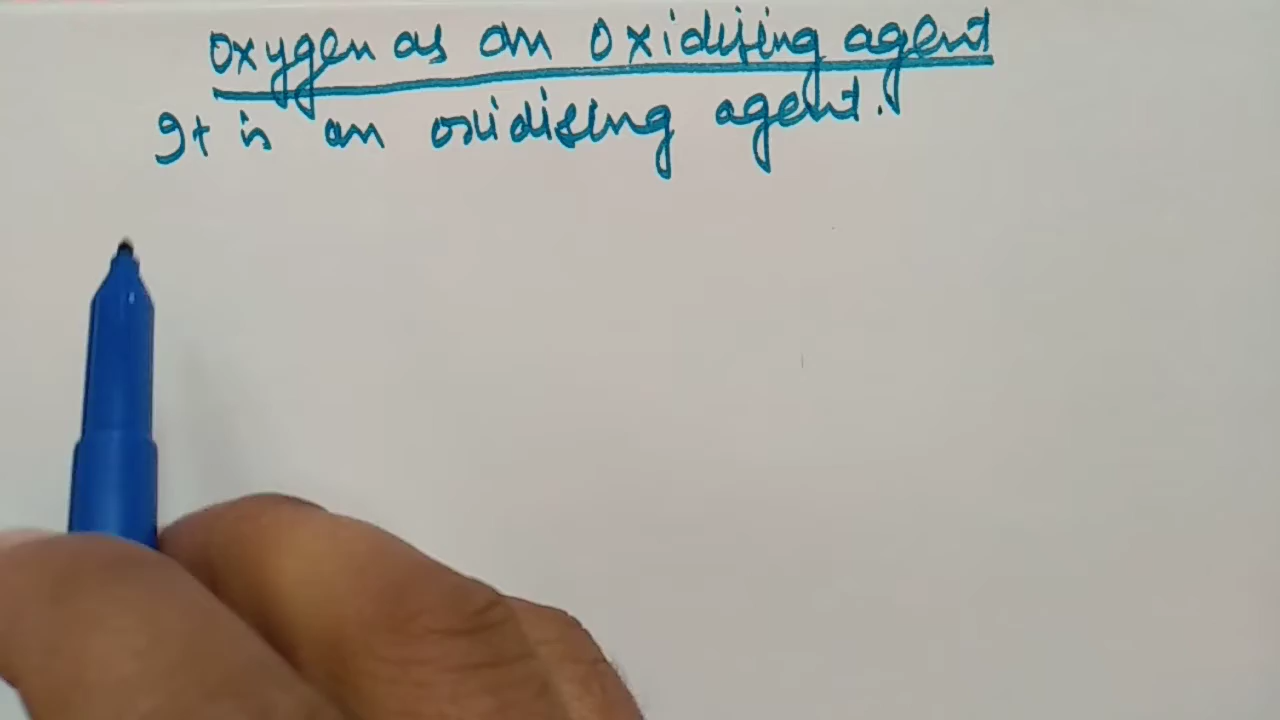 Oxygen as an oxidising agent
It is an oxidising agent.